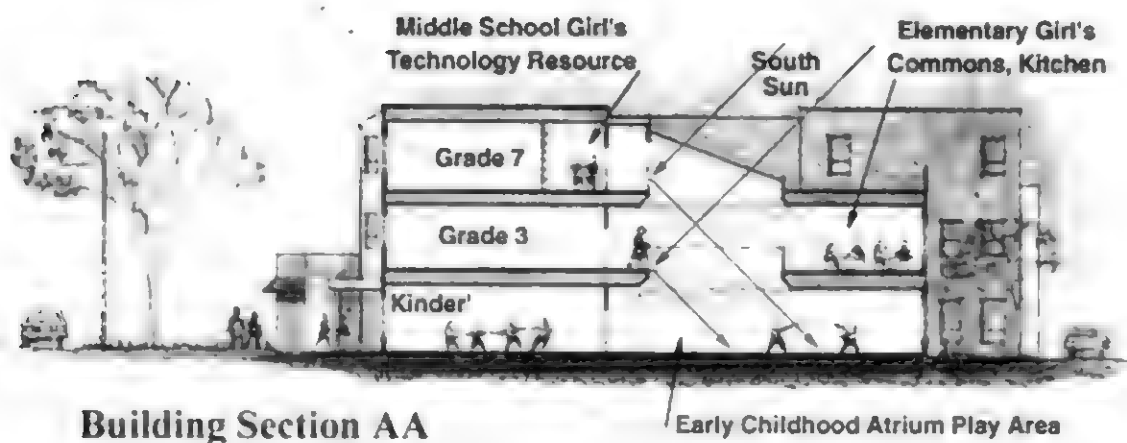 Middle School Girl's
Technology Resource
South
Sun
Elementary Girl's
Commons, Kitchen
Grade 7
Grade 3
Kinder'
Building Section AA
Early Childhood Atrium Play Area